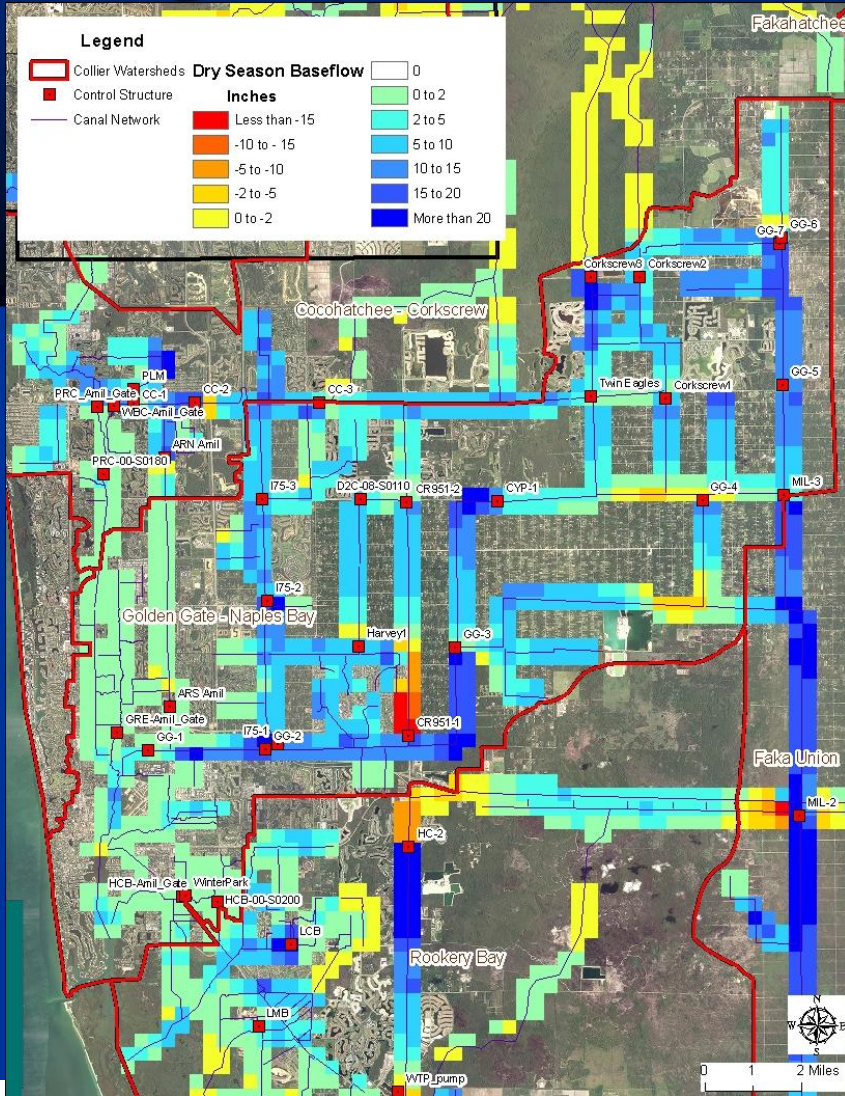 Legend
Collier Watersheds
Control Structure
Canal Network
Dry Season Baseflow
Inches
Less than -15
-10 to - 15
-5 to -10
-2 to -5
0 to -2
0
0 to 2
2 to 5
5 to 10
10 to 15
15 to 20
More than 20
Fakahatchee
GG-6
GG-7
Corkscrew3
Corkscrew2
Cocohatchee - Corkscrew
PLM
GG-5
PRC_Amil_Gate
CC-1
CC-2
CC-3
Twin Eagles
Corkscrew1
WBC-Amil_Gate
ARN Amil
PRC-00-S0180
I75-3
D2C-08-S0110
CR951-2
CYP-1
GG-4
MIL-3
I75-2
Golden Gate - Naples Bay
Harvey1
GG-3
ARS Amil
GRE-Amil_Gate
CR951-1
GG-1
I75-1
GG-2
Faka Union
MIL-2
HC-2
HCB-Amil_Gate
WinterPark
HCB-00-S0200
LCB
Rookery Bay
LMB
N
W
E
S
0 1 2 Miles
WTP_pump